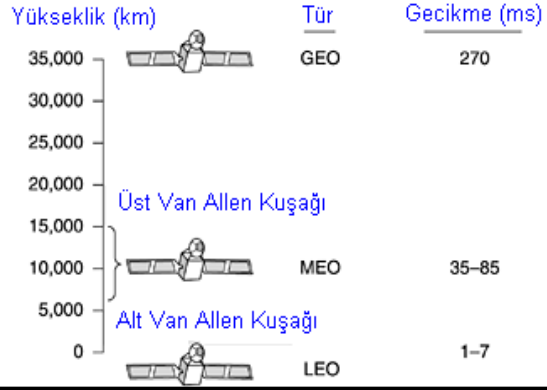 Yükseklik (km) Tür Gecikme (ms)
35,000 GEO 270
30,000
25,000
20,000
Üst Van Allen Kuşağı
15,000
10,000 MEO 35–85
5,000
Alt Van Allen Kuşağı
0 1–7
LEO